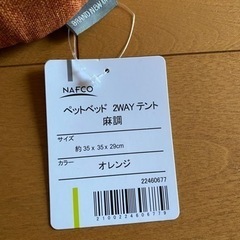 BRAND NEW DAY
NAFCO
ペットベッド 2WAY テント
麻調
サイズ
約 35 x 35 x 29cm
カラー
オレンジ
22460677
2100224606778